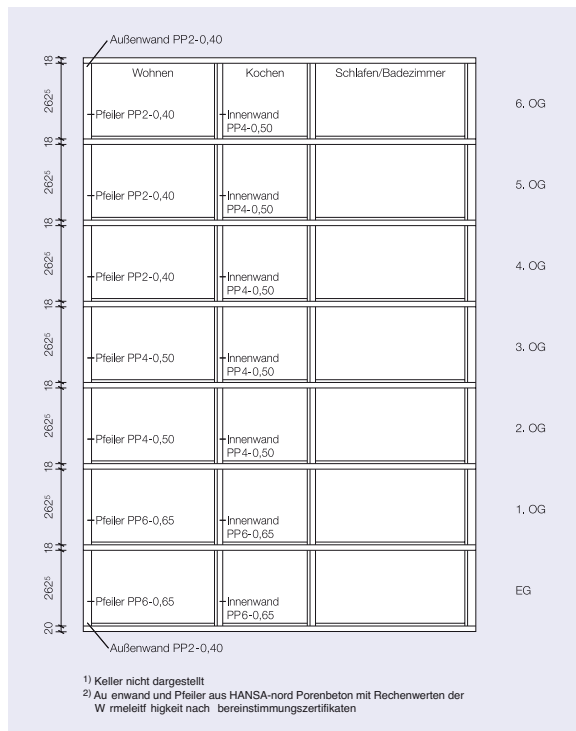 Außenwand PP2-0,40
18
Wohnen
Kochen
Schlafen/Badezimmer
2625
Pfeiler PP2-0,40
Innenwand
PP4-0,50
6. OG
18
2625
Pfeiler PP2-0,40
Innenwand
PP4-0,50
5. OG
18
2625
Pfeiler PP2-0,40
Innenwand
PP4-0,50
4. OG
18
2625
Pfeiler PP4-0,50
Innenwand
PP4-0,50
3. OG
18
2625
Pfeiler PP4-0,50
Innenwand
PP4-0,50
2. OG
18
2625
Pfeiler PP6-0,65
Innenwand
PP6-0,65
1. OG
18
2625
Pfeiler PP6-0,65
Innenwand
PP6-0,65
EG
20
Außenwand PP2-0,40
1) Keller nicht dargestellt
2) Au enwand und Pfeiler aus HANSA-nord Porenbeton mit Rechenwerten der
W rmeleitf higkeit nach bereinstimmungszertifikaten